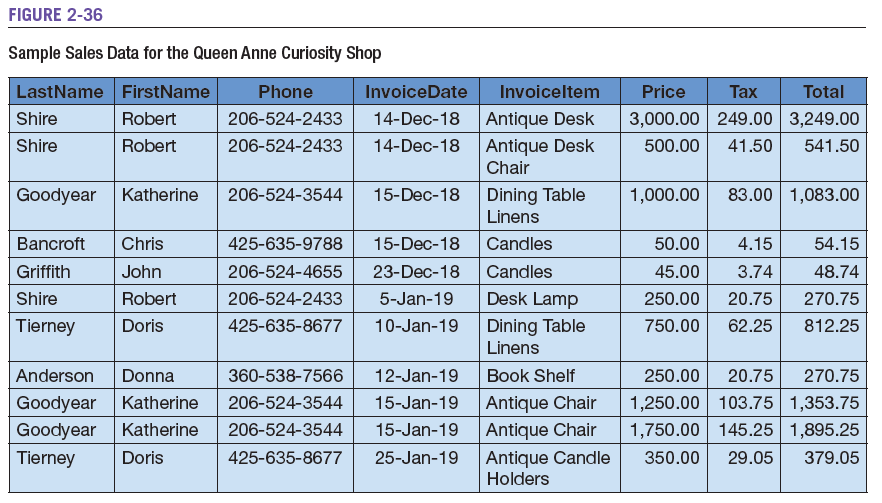 FIGURE 2-36
Sample Sales Data for the Queen Anne Curiosity Shop
LastName FirstName Phone InvoiceDate InvoiceItem Price Tax Total
Shire Robert 206-524-2433 14-Dec-18 Antique Desk 3,000.00 249.00 3,249.00
Shire Robert 206-524-2433 14-Dec-18 Antique Desk 500.00 41.50 541.50
Chair
Goodyear Katherine 206-524-3544 15-Dec-18 Dining Table 1,000.00 83.00 1,083.00
Linens
Bancroft Chris 425-635-9788 15-Dec-18 Candles 50.00 4.15 54.15
Griffith John 206-524-4655 23-Dec-18 Candles 45.00 3.74 48.74
Shire Robert 206-524-2433 5-Jan-19 Desk Lamp 250.00 20.75 270.75
Tierney Doris 425-635-8677 10-Jan-19 Dining Table 750.00 62.25 812.25
Linens
Anderson Donna 360-538-7566 12-Jan-19 Book Shelf 250.00 20.75 270.75
Goodyear Katherine 206-524-3544 15-Jan-19 Antique Chair 1,250.00 103.75 1,353.75
Goodyear Katherine 206-524-3544 15-Jan-19 Antique Chair 1,750.00 145.25 1,895.25
Tierney Doris 425-635-8677 25-Jan-19 Antique Candle 350.00 29.05 379.05
Holders